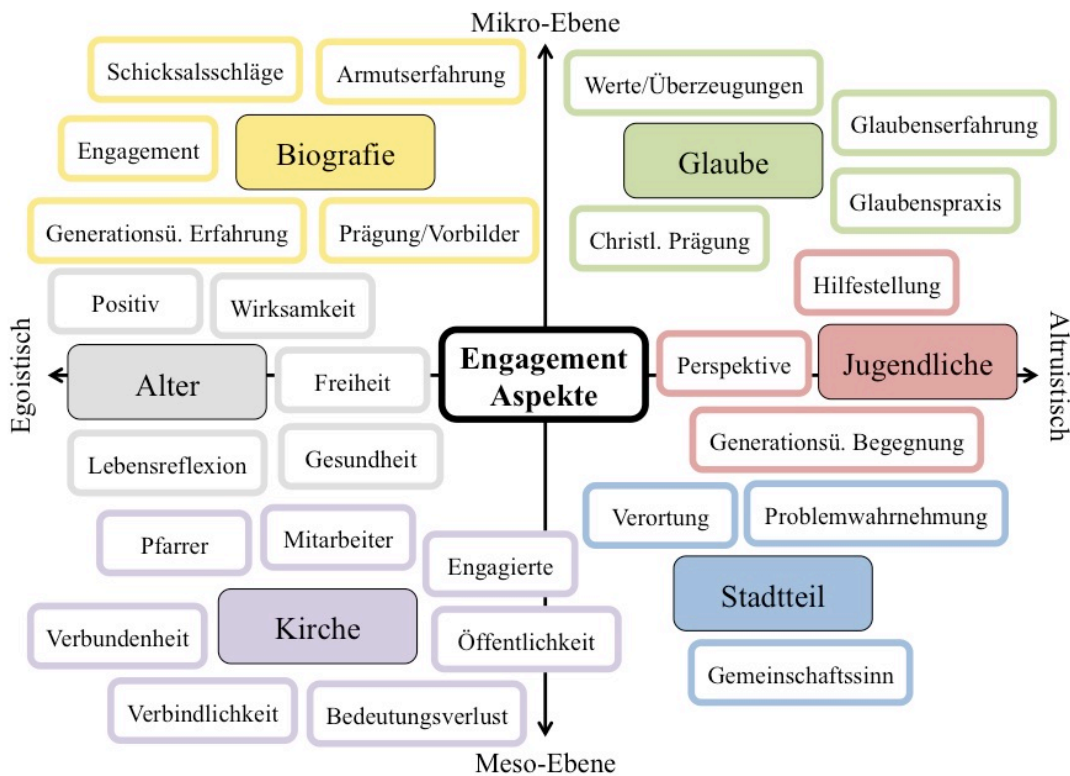 Mikro-Ebene
Schicksalsschläge
Armutserfahrung
Engagement
Biografie
Generationsü. Erfahrung
Prägung/Vorbilder
Werte/Überzeugungen
Glaubenserfahrung
Glaube
Glaubenspraxis
Christl. Prägung
Positiv
Wirksamkeit
Egoistisch
Alter
Freiheit
Lebensreflexion
Gesundheit
Engagement
Aspekte
Hilfestellung
Perspektive
Jugendliche
Altruistisch
Generationsü. Begegnung
Pfarrer
Mitarbeiter
Engagierte
Verbundenheit
Kirche
Öffentlichkeit
Verbindlichkeit
Bedeutungsverlust
Verortung
Problemwahrnehmung
Stadtteil
Gemeinschaftssinn
Meso-Ebene